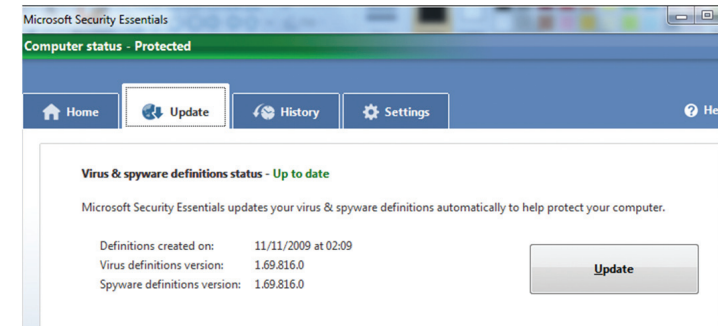 Microsoft Security Essentials
Computer status - Protected
Home
Update
History
Settings
Virus & spyware definitions status - Up to date
Microsoft Security Essentials updates your virus & spyware definitions automatically to help protect your computer.
Definitions created on: 11/11/2009 at 02:09
Virus definitions version: 1.69.816.0
Spyware definitions version: 1.69.816.0
Update